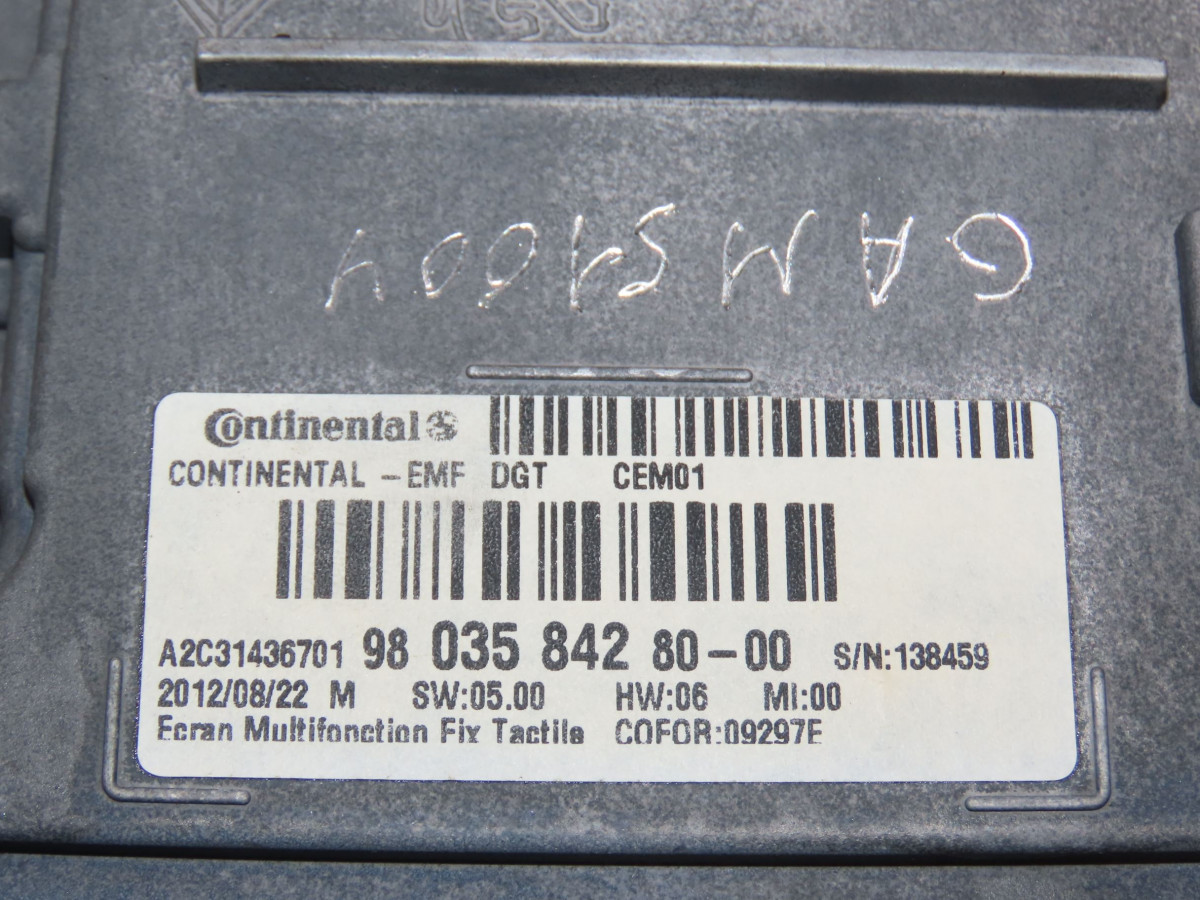 GAM51004
Continental
CONTINENTAL -EMF DGT CEM01
A2C31436701 98 035 842 80-00 S/N:138459
2012/08/22 M SW:05.00 HW:06 MI:00
Ecran Multifonction Fix Tactile COFOR:09297E